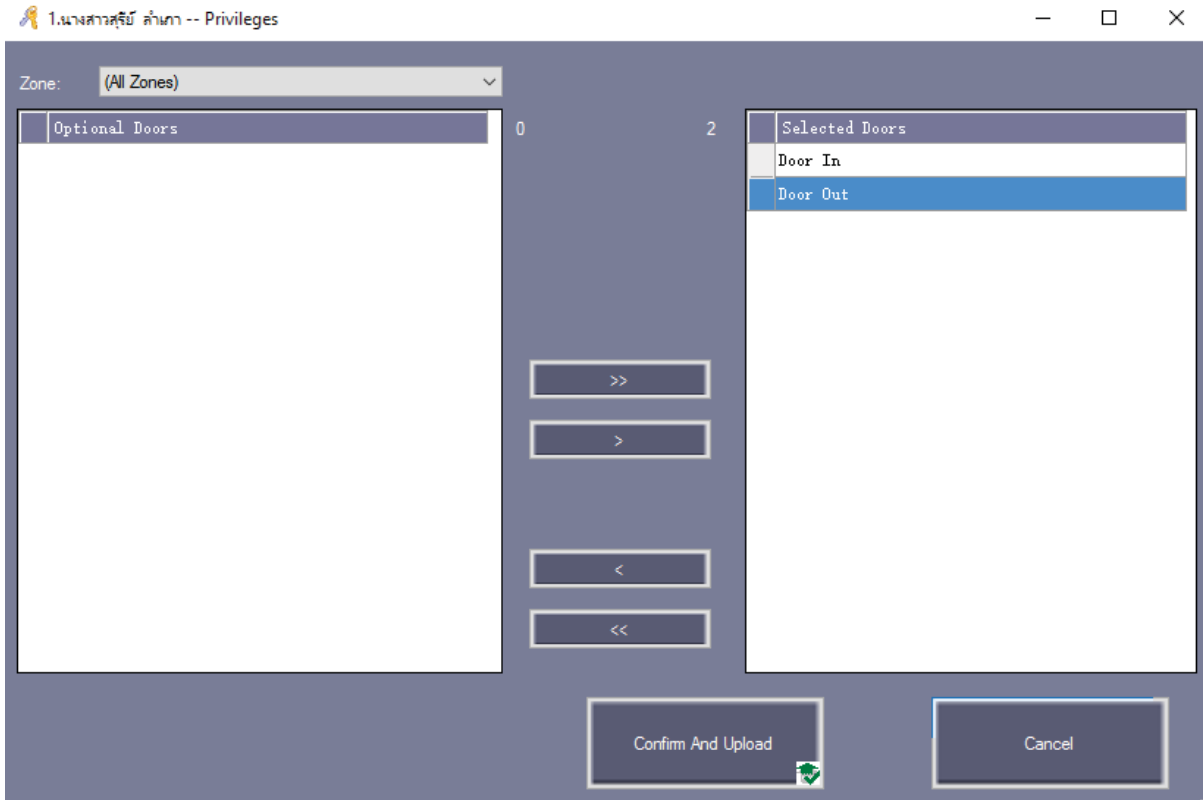 1.นางสาวสุรีย์ ลำเภา -- Privileges
Zone: (All Zones)
Optional Doors
0
2
Selected Doors
Door In
Door Out
>>
>
<
<<
Confirm And Upload
Cancel